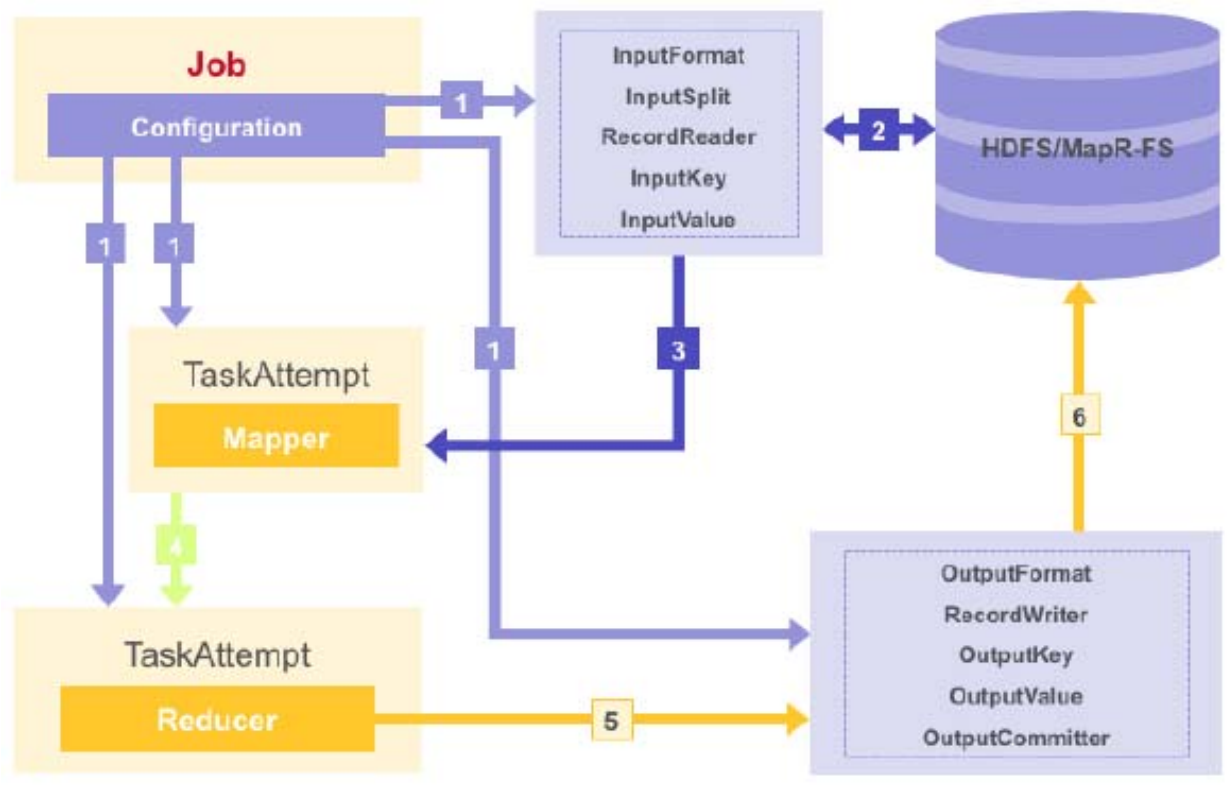 Job
Configuration
1
1
1
1
InputFormat
InputSplit
RecordReader
InputKey
InputValue
2
HDFS/MapR-FS
3
TaskAttempt
Mapper
4
TaskAttempt
Reducer
5
6
OutputFormat
RecordWriter
OutputKey
OutputValue
OutputCommitter